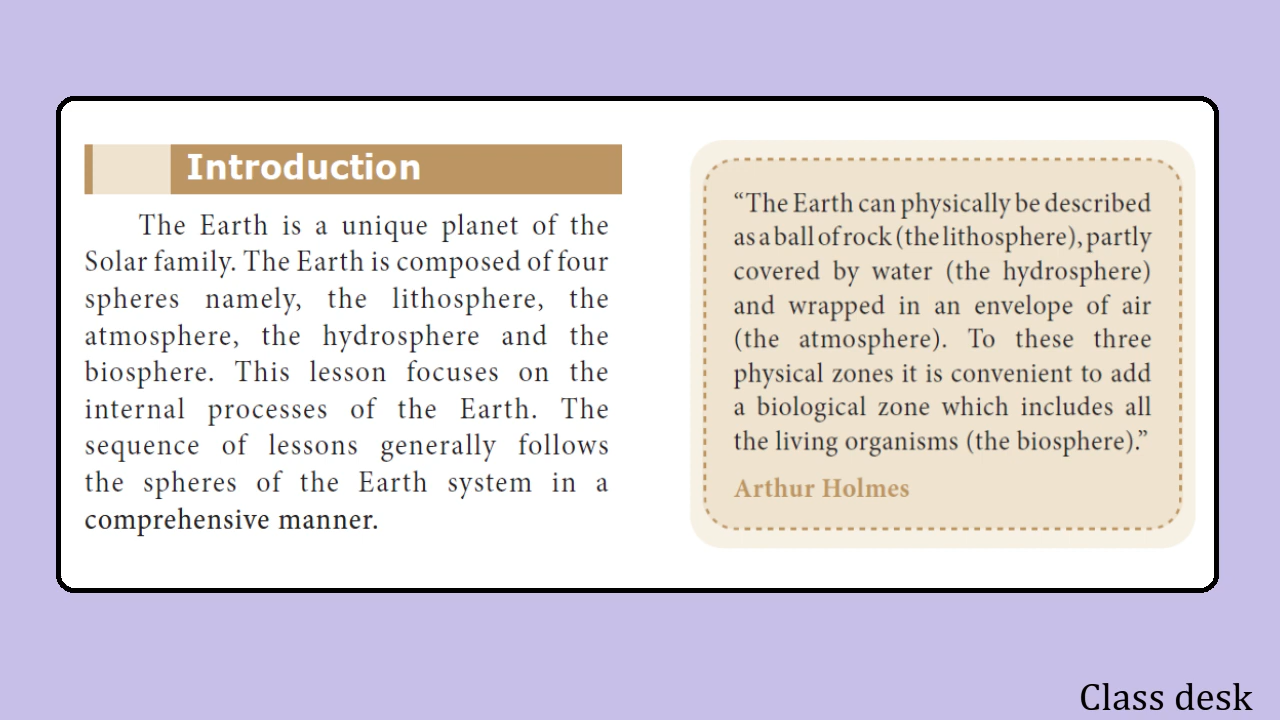 Introduction
The Earth is a unique planet of the
Solar family. The Earth is composed of four
spheres namely, the lithosphere, the
atmosphere, the hydrosphere and the
biosphere. This lesson focuses on the
internal processes of the Earth. The
sequence of lessons generally follows
the spheres of the Earth system in a
comprehensive manner.
“The Earth can physically be described
as a ball of rock (the lithosphere), partly
covered by water (the hydrosphere)
and wrapped in an envelope of air
(the atmosphere). To these three
physical zones it is convenient to add
a biological zone which includes all
the living organisms (the biosphere).”
Arthur Holmes
Class desk